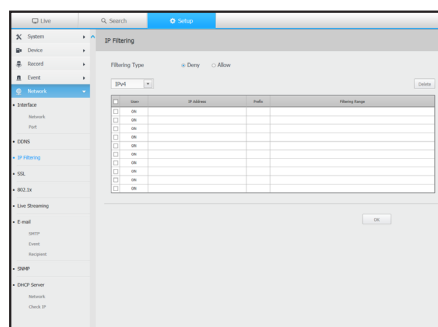 Live
Search
Setup
System
Device
Record
Event
Network
Interface
Network
Port
DDNS
IP Filtering
SSL
802.1x
Live Streaming
E-mail
SMTP
Event
Recipient
SNMP
DHCP Server
Network
Check IP
IP Filtering
Filtering Type
Deny
Allow
IPv4
Delete
User
IP Address
Prefix
Filtering Range
ON
ON
ON
ON
ON
ON
ON
ON
ON
ON
OK